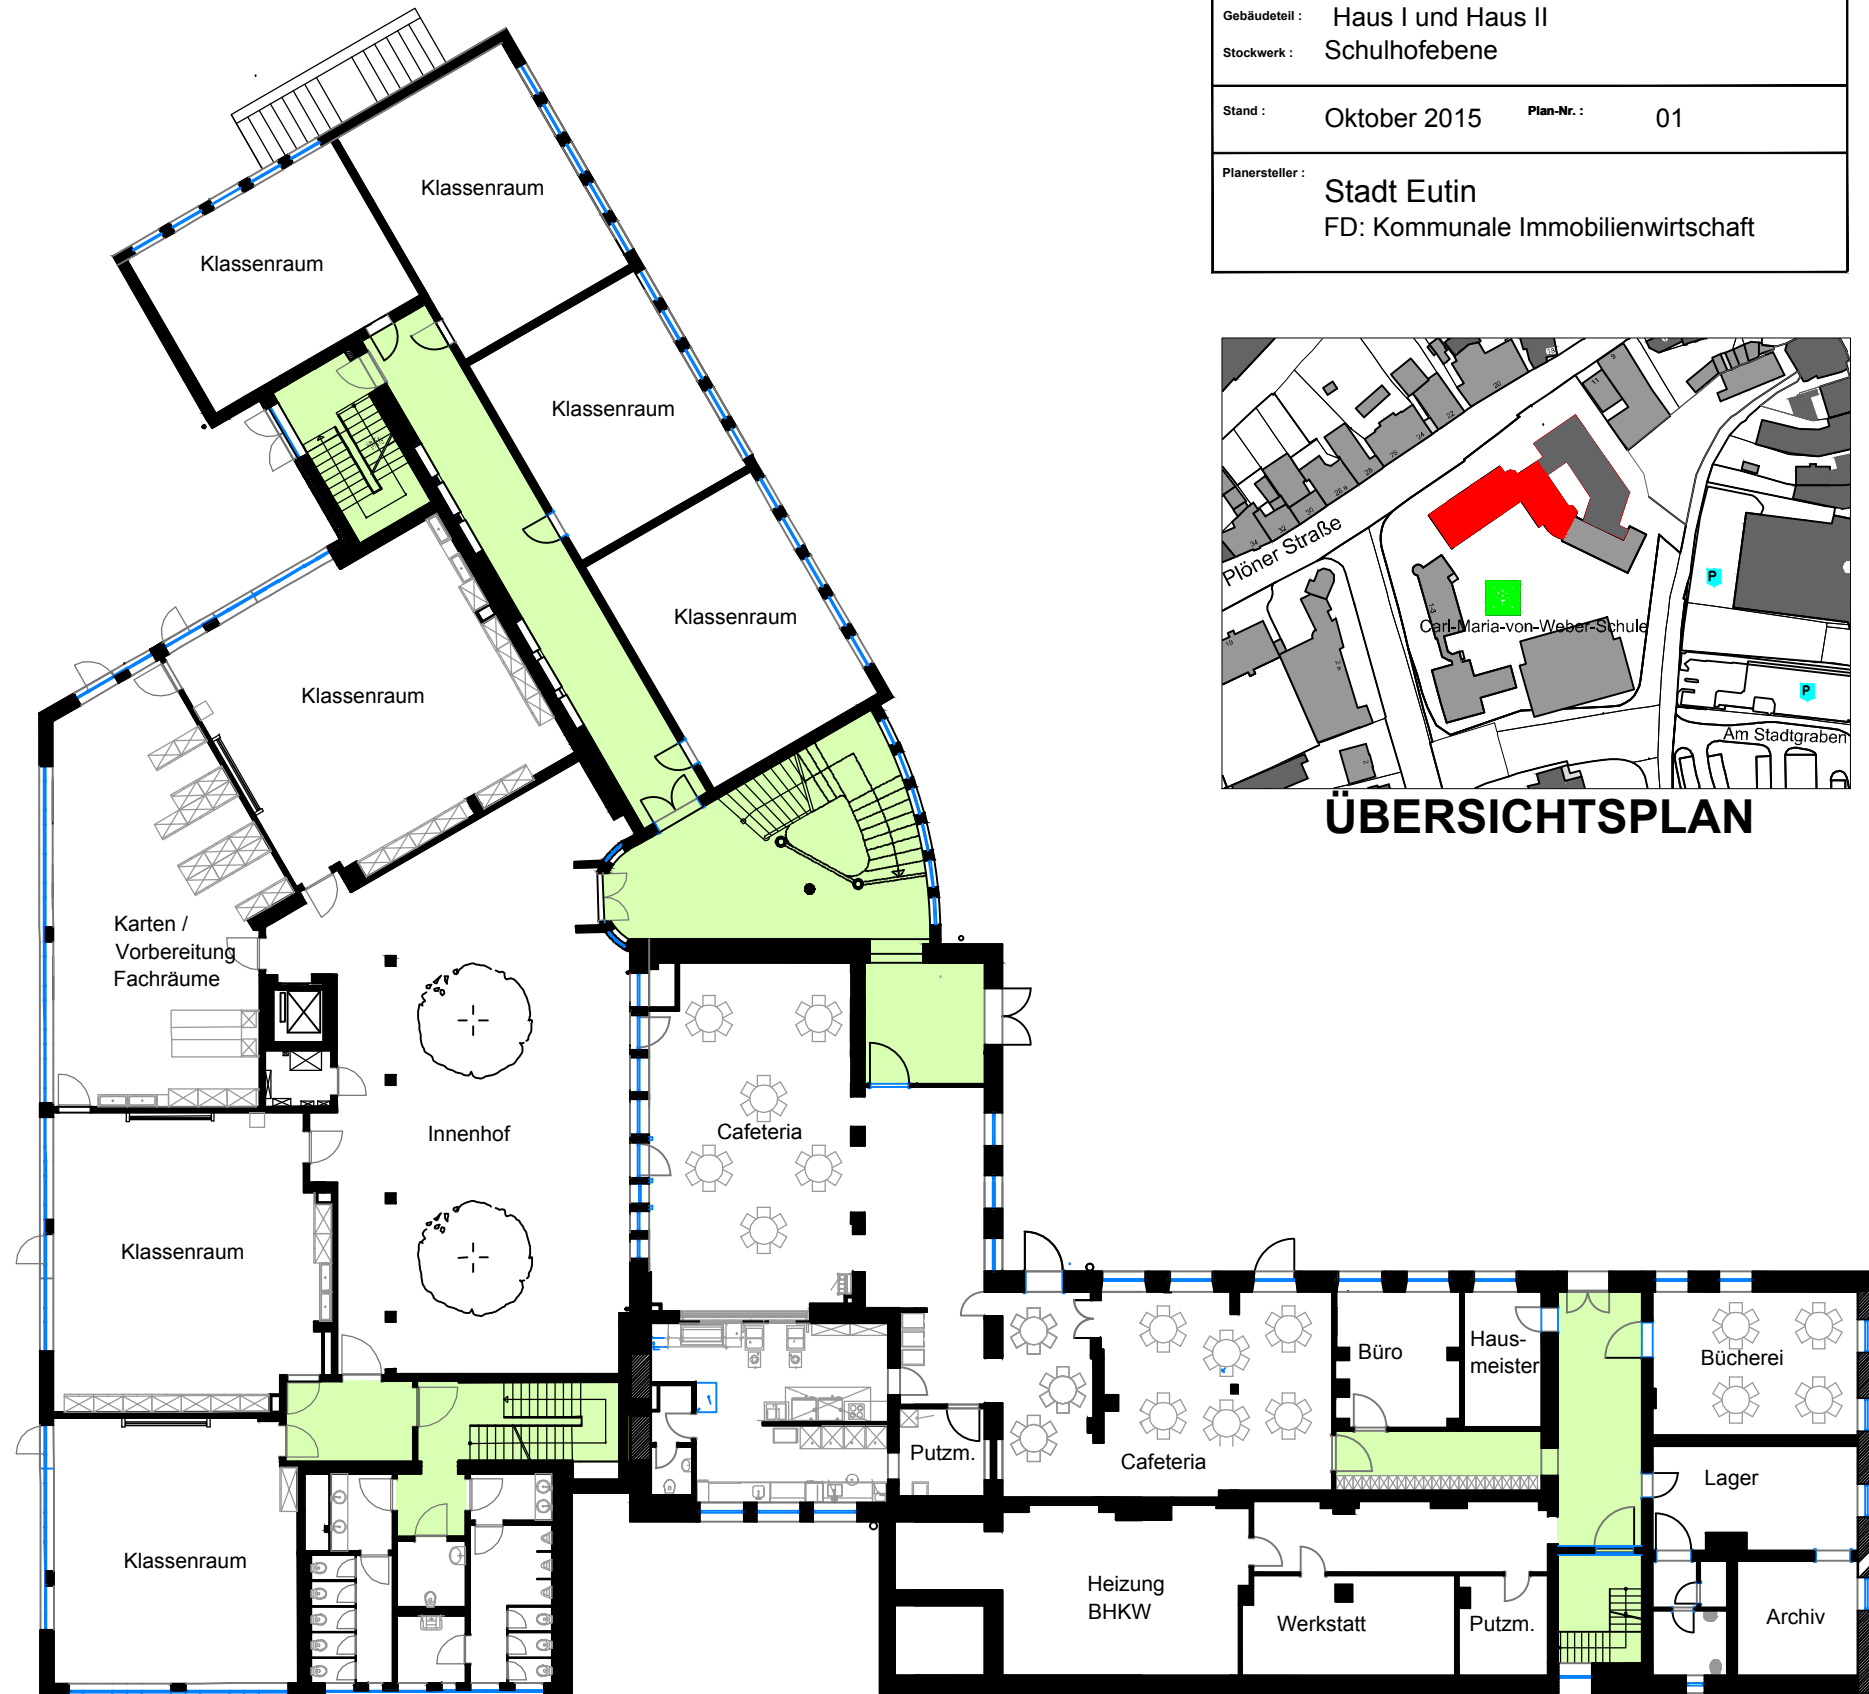 Gebäudeteil : Haus I und Haus II
Stockwerk : Schulhofebene
Stand : Oktober 2015 Plan-Nr. : 01
Planersteller : Stadt Eutin
FD: Kommunale Immobilienwirtschaft
Klassenraum
Klassenraum
Klassenraum
Klassenraum
Klassenraum
Plöner Straße
Carl-Maria-von-Weber-Schule
P
P
Am Stadtgraben
ÜBERSICHTSPLAN
Karten /
Vorbereitung
Fachräume
Innenhof
Cafeteria
Klassenraum
Büro
Haus-
meister
Bücherei
Putzm.
Cafeteria
Lager
Klassenraum
Heizung
BHKW
Werkstatt
Putzm.
Archiv